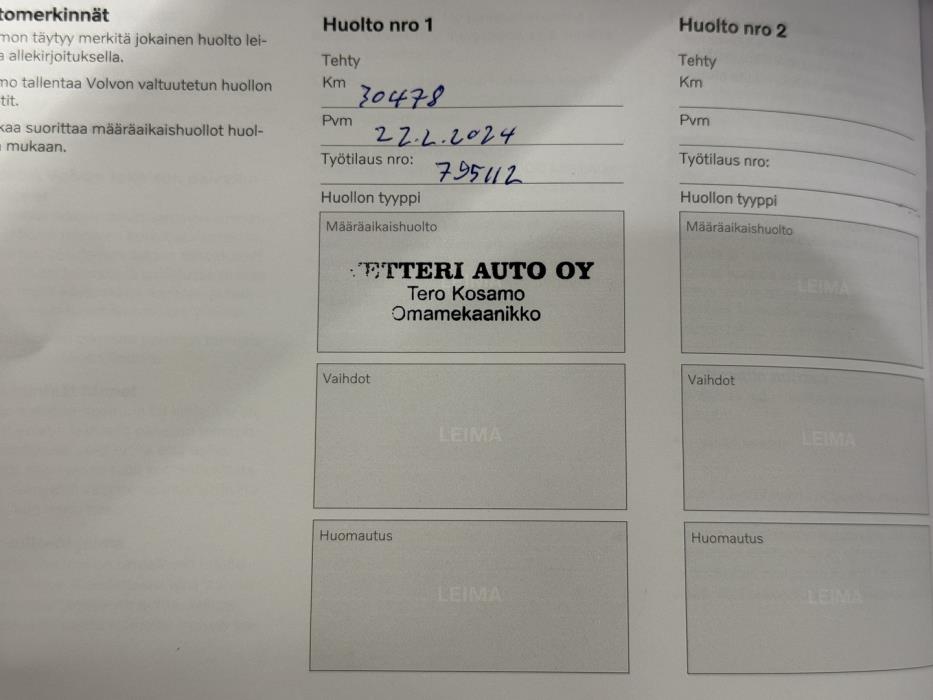 tomerkinnät
mon täytyy merkitä jokainen huolto lei-
a allekirjoituksella.
mo tallentaa Volvon valtuutetun huollon
tit.
kaa suorittaa määräaikaishuollot huol-
mukaan.
Huolto nro 1
Tehty
Km 30478
Pvm 22.2.2024
Työtilaus nro: 795112
Huollon tyyppi
Määräaikaishuolto
VETTERI AUTO OY
Tero Kosamo
Omamekaanikko
Vaihdot
LEIMA
Huomautus
LEIMA
Huolto nro 2
Tehty
Km
Pvm
Työtilaus nro:
Huollon tyyppi
Määräaikaishuolto
LEIMA
Vaihdot
LEIMA
Huomautus
LEIMA